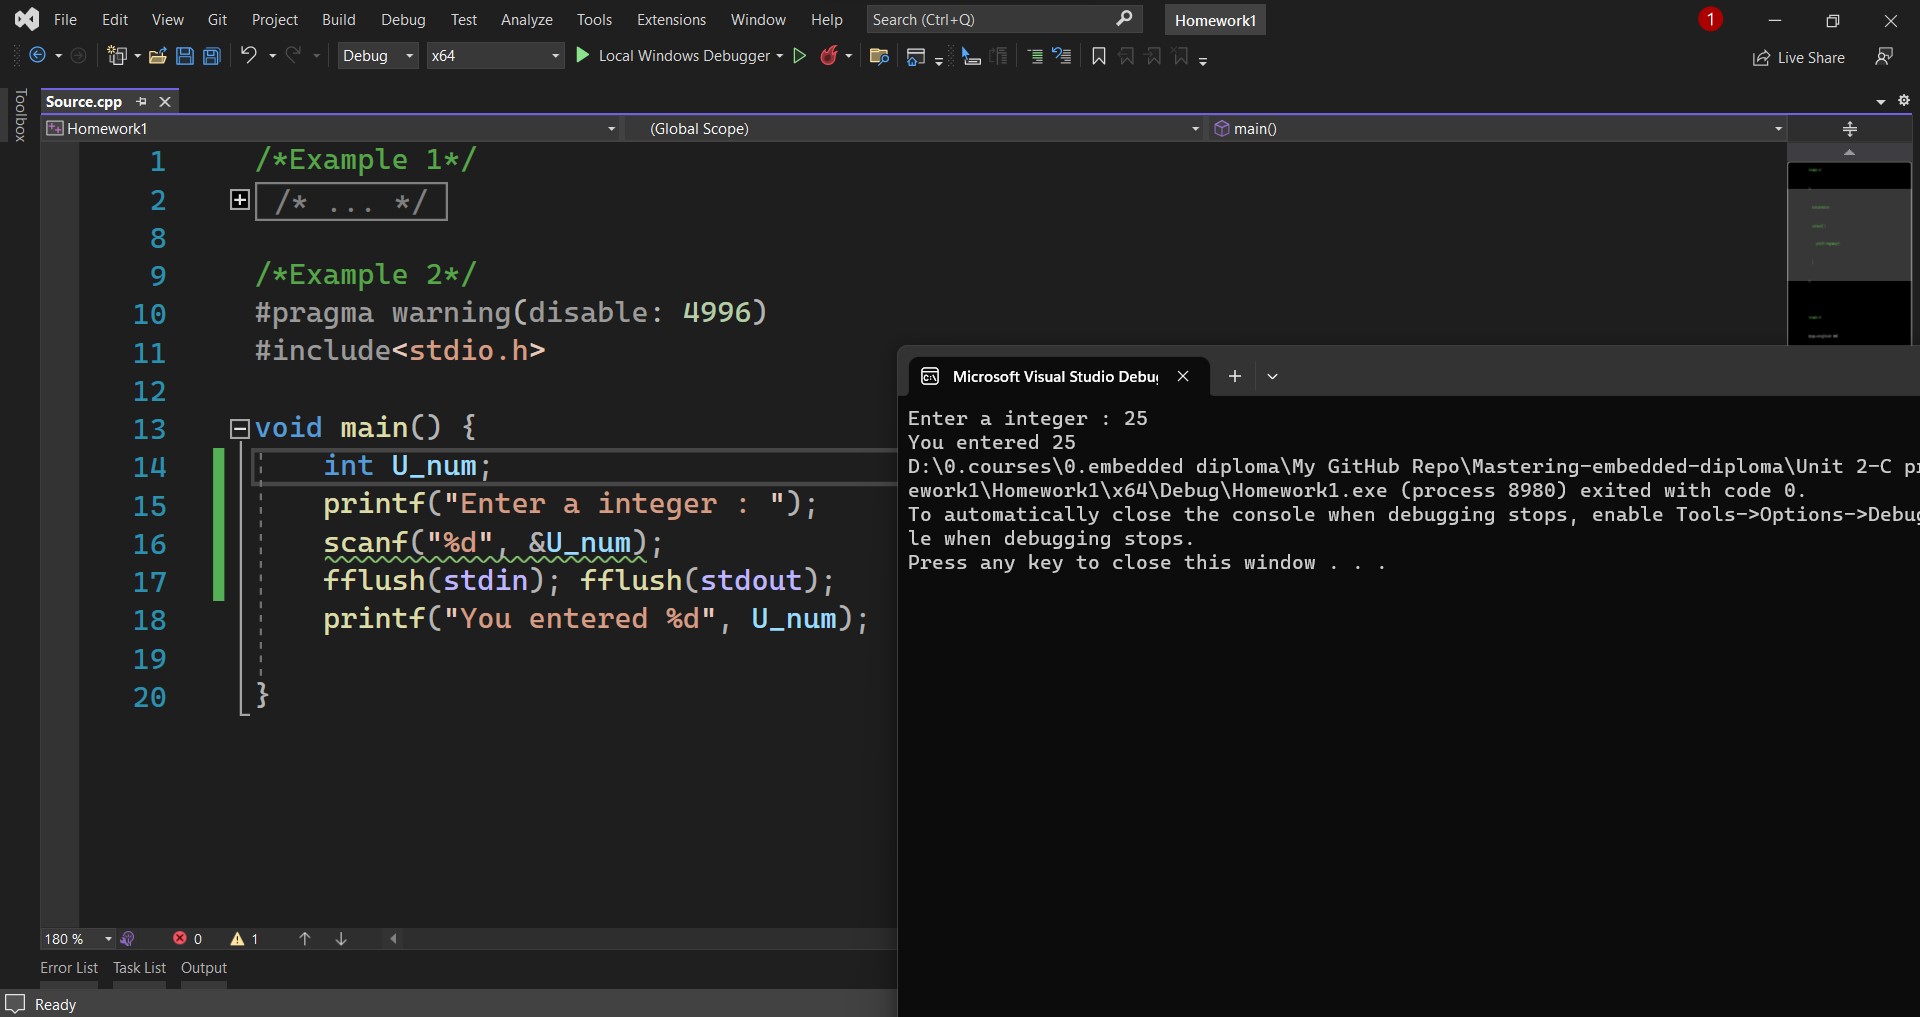 File Edit View Git Project Build Debug Test Analyze Tools Extensions Window Help Search (Ctrl+Q) Homework1 1
Debug x64 Local Windows Debugger Live Share
Toolbox
Source.cpp
Homework1 (Global Scope) main()
1 /*Example 1*/
2 /* ... */
8
9 /*Example 2*/
10 #pragma warning(disable: 4996)
11 #include<stdio.h>
12
13 void main() {
14 int U_num;
15 printf("Enter a integer : ");
16 scanf("%d", &U_num);
17 fflush(stdin); fflush(stdout);
18 printf("You entered %d", U_num);
19
20 }
Microsoft Visual Studio Debug
Enter a integer : 25
You entered 25
D:\0.courses\0.embedded diploma\My GitHub Repo\Mastering-embedded-diploma\Unit 2-C pr
ework1\Homework1\x64\Debug\Homework1.exe (process 8980) exited with code 0.
To automatically close the console when debugging stops, enable Tools->Options->Debug
le when debugging stops.
Press any key to close this window . . .
180 % 0 1
Error List Task List Output
Ready